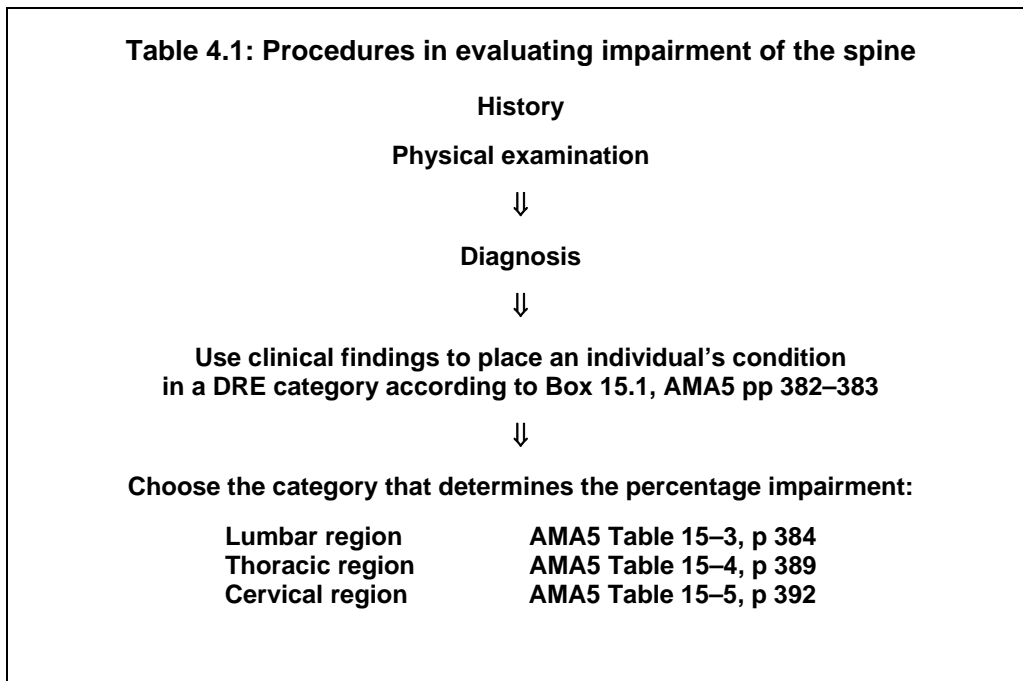 Table 4.1: Procedures in evaluating impairment of the spine
History
Physical examination
⇓
Diagnosis
⇓
Use clinical findings to place an individual’s condition
in a DRE category according to Box 15.1, AMA5 pp 382–383
⇓
Choose the category that determines the percentage impairment:
Lumbar region AMA5 Table 15–3, p 384
Thoracic region AMA5 Table 15–4, p 389
Cervical region AMA5 Table 15–5, p 392